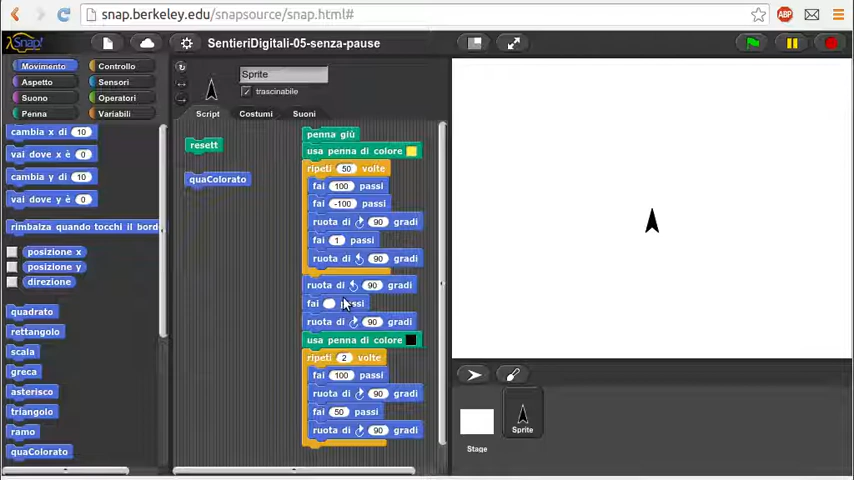 snap.berkeley.edu/snapsource/snap.html#
ABP
Snap!
SentieriDigitali-05-senza-pause
Movimento
Controllo
Aspetto
Sensori
Suono
Operatori
Penna
Variabili
cambia x di 10
vai dove x è 0
cambia y di 10
vai dove y è 0
rimbalza quando tocchi il bord
posizione x
posizione y
direzione
quadrato
rettangolo
scala
greca
asterisco
triangolo
ramo
quaColorato
Sprite
trascinabile
Script
Costumi
Suoni
resett
quaColorato
penna giù
usa penna di colore
ripeti 50 volte
fai 100 passi
fai -100 passi
ruota di 90 gradi
fai 1 passi
ruota di 90 gradi
ruota di 90 gradi
fai passi
ruota di 90 gradi
usa penna di colore
ripeti 2 volte
fai 100 passi
ruota di 90 gradi
fai 50 passi
ruota di 90 gradi
Stage
Sprite